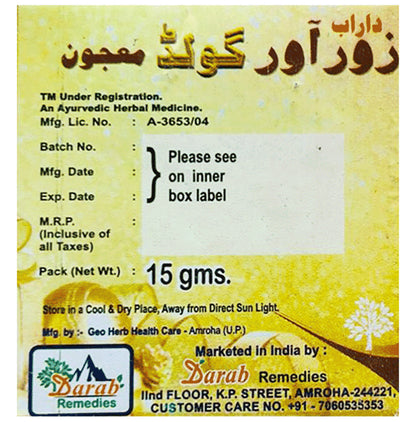 داراب
زور آور گولڈ معجون
TM Under Registration.
An Ayurvedic Herbal Medicine.
Mfg. Lic. No. : A-3653/04
Batch No. :
Mfg. Date :
Exp. Date :
} Please see
on inner
box label
M.R.P. :
(Inclusive of
all Taxes)
Pack (Net Wt.) : 15 gms.
Store in a Cool & Dry Place, Away from Direct Sun Light.
Mfg. by :- Geo Herb Health Care - Amroha (U.P.)
Marketed in India by :
Darab Remedies
IInd FLOOR, K.P. STREET, AMROHA-244221,
CUSTOMER CARE NO. +91 - 7060535353
Darab
Remedies